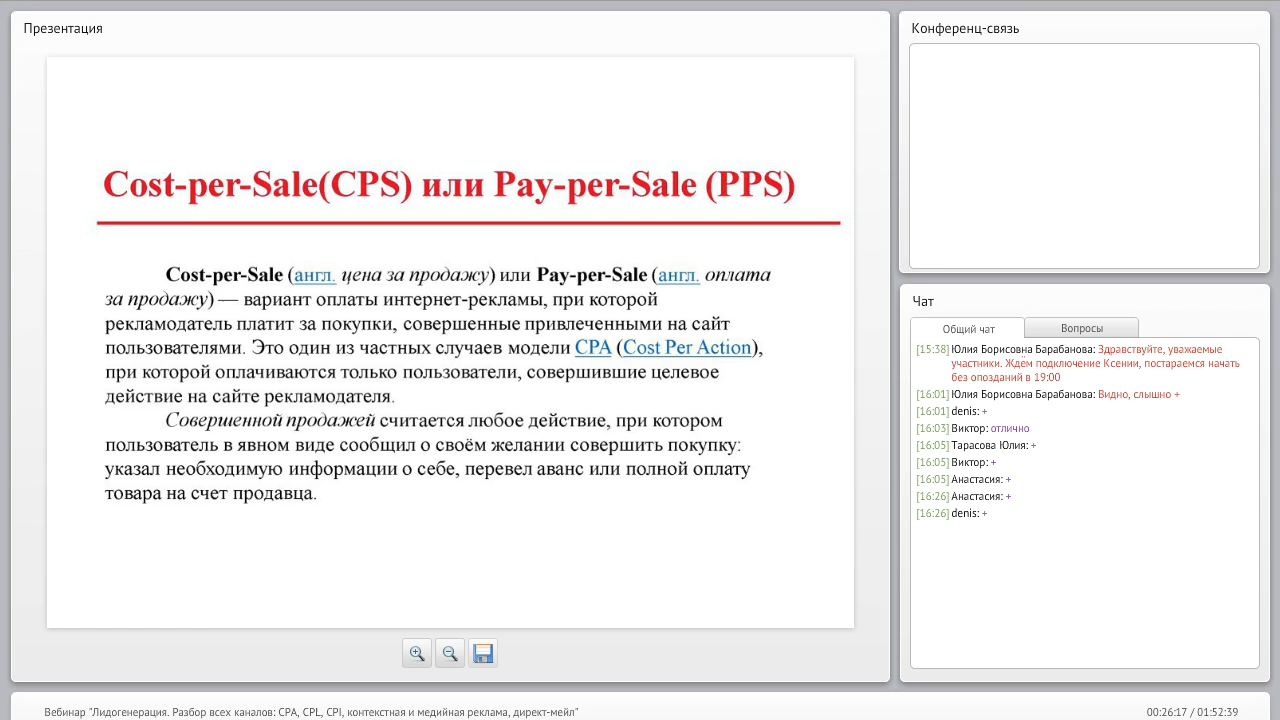 Презентация
Cost-per-Sale(CPS) или Pay-per-Sale (PPS)
Cost-per-Sale (англ. цена за продажу) или Pay-per-Sale (англ. оплата
за продажу) — вариант оплаты интернет-рекламы, при которой
рекламодатель платит за покупки, совершенные привлеченными на сайт
пользователями. Это один из частных случаев модели CPA (Cost Per Action),
при которой оплачиваются только пользователи, совершившие целевое
действие на сайте рекламодателя.
Совершенной продажей считается любое действие, при котором
пользователь в явном виде сообщил о своём желании совершить покупку:
указал необходимую информации о себе, перевел аванс или полной оплату
товара на счет продавца.
Конференц-связь
Чат
Общий чат
Вопросы
[15:38] Юлия Борисовна Барабанова: Здравствуйте, уважаемые
участники. Ждём подключение Ксении, постараемся начать
без опозданий в 19:00
[16:01] Юлия Борисовна Барабанова: Видно, слышно +
[16:01] denis: +
[16:03] Виктор: отлично
[16:05] Тарасова Юлия: +
[16:05] Виктор: +
[16:05] Анастасия: +
[16:26] Анастасия: +
[16:26] denis: +
Вебинар "Лидогенерация. Разбор всех каналов: CPA, CPL, CPI, контекстная и медийная реклама, директ-мейл"
00:26:17 / 01:52:39